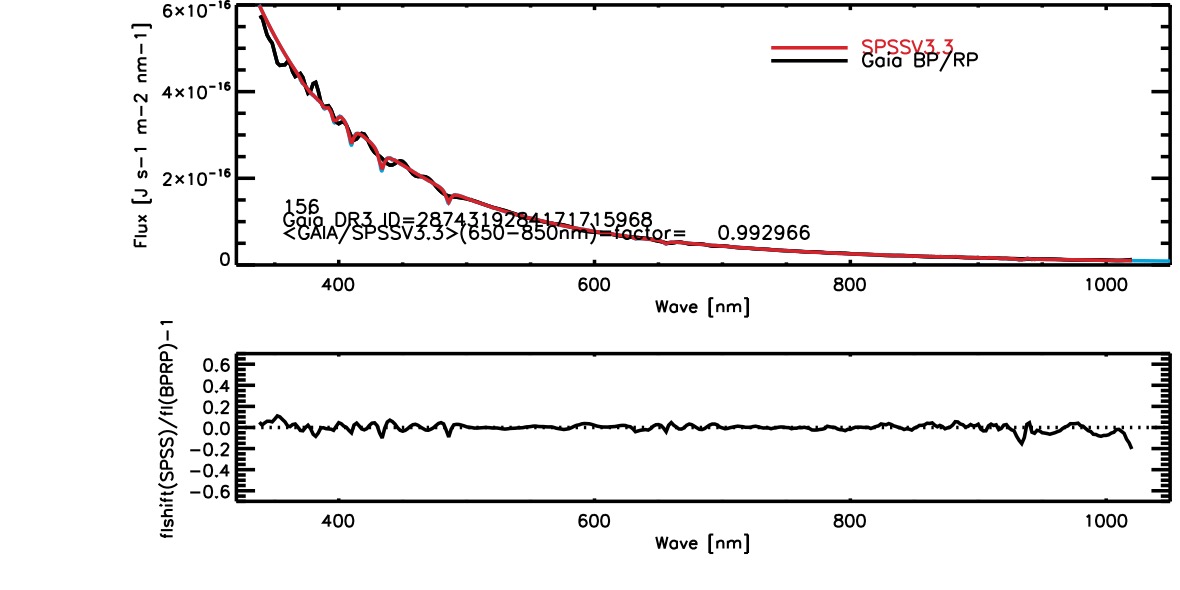 6×10−16
4×10−16
2×10−16
0
Flux [J s−1 m−2 nm−1]
SPSSV3.3
Gaia BP/RP
156
Gaia DR3 ID=2874319284171715968
<GAIA/SPSSV3.3>(650−850nm)=factor= 0.992966
400 600 800 1000
Wave [nm]
flshift(SPSS)/fl(BPRP)−1
0.6
0.4
0.2
0.0
−0.2
−0.4
−0.6
400 600 800 1000
Wave [nm]